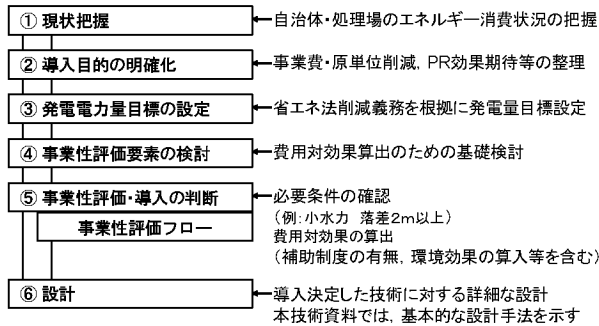 ① 現状把握
自治体・処理場のエネルギー消費状況の把握
② 導入目的の明確化
事業費・原単位削減，PR効果期待等の整理
③ 発電電力量目標の設定
省エネ法削減義務を根拠に発電量目標設定
④ 事業性評価要素の検討
費用対効果算出のための基礎検討
⑤ 事業性評価・導入の判断
必要条件の確認
（例：小水力 落差2m以上）
事業性評価フロー
費用対効果の算出
（補助制度の有無，環境効果の算入等を含む）
⑥ 設計
導入決定した技術に対する詳細な設計
本技術資料では，基本的な設計手法を示す